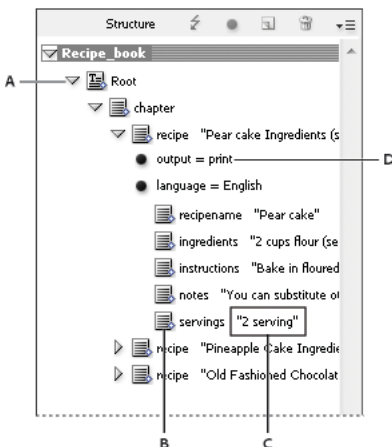 Structure
Recipe_book
A
Root
chapter
recipe "Pear cake Ingredients (s
output = print
D
language = English
recipename "Pear cake"
ingredients "2 cups flour (se
instructions "Bake in floured
notes "You can substitute o
servings "2 serving"
recipe "Pineapple Cake Ingredie
recipe "Old Fashioned Chocolat
B
C